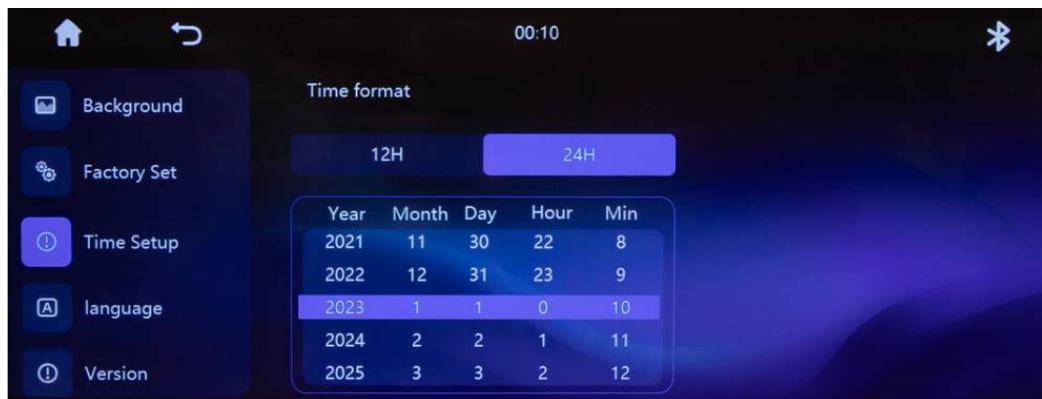 00:10
Background
Factory Set
Time Setup
language
Version
Time format
12H 24H
Year Month Day Hour Min
2021 11 30 22 8
2022 12 31 23 9
2023 1 1 0 10
2024 2 2 1 11
2025 3 3 2 12